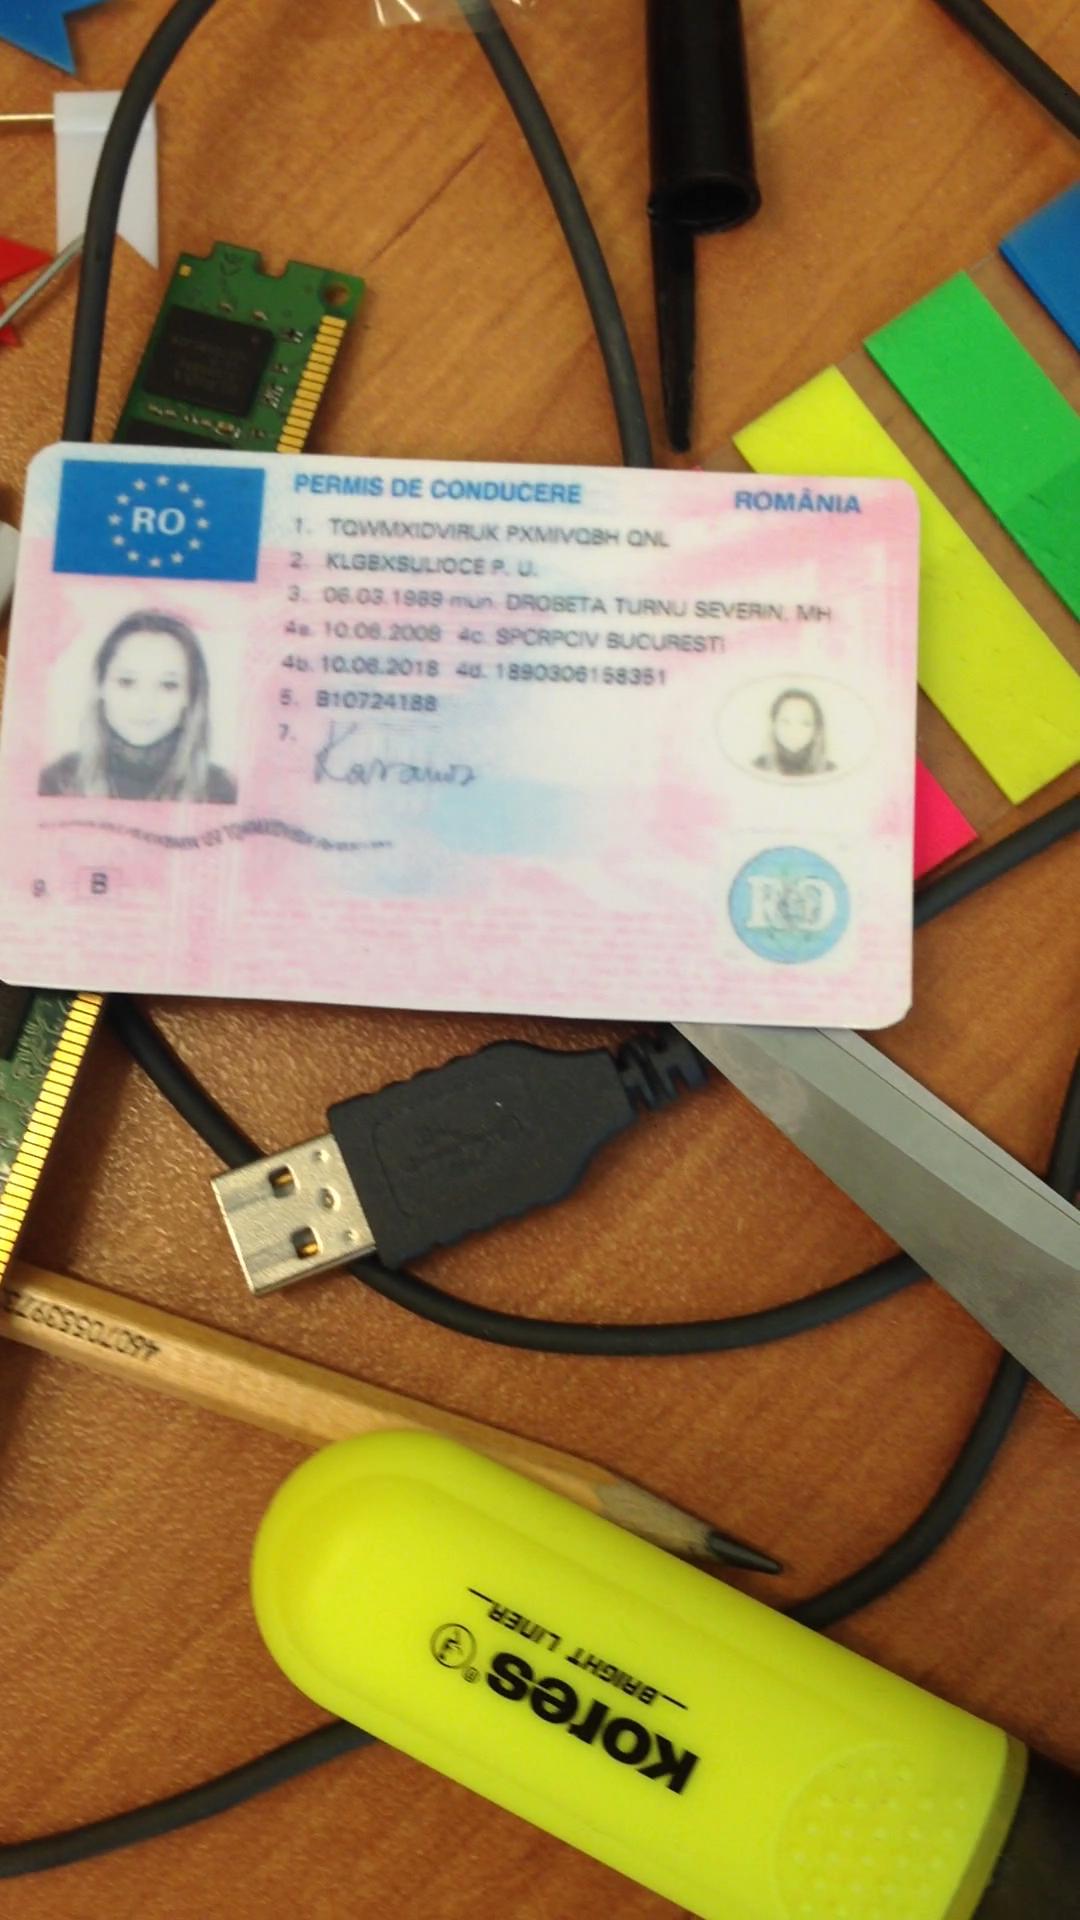 RO
PERMIS DE CONDUCERE ROMÂNIA
1. TQWMXIDVIRUK PXMIVQBH QNL
2. KLGBXSULIOCE P. U.
3. 06.03.1989 mun. DROBETA TURNU SEVERIN, MH
4a. 10.06.2008 4c. SPCRPCIV BUCURESTI
4b. 10.06.2018 4d. 1890306158351
5. B10724188
7.
9. B
RO
4607055397
Kores®
BRIGHT LINER